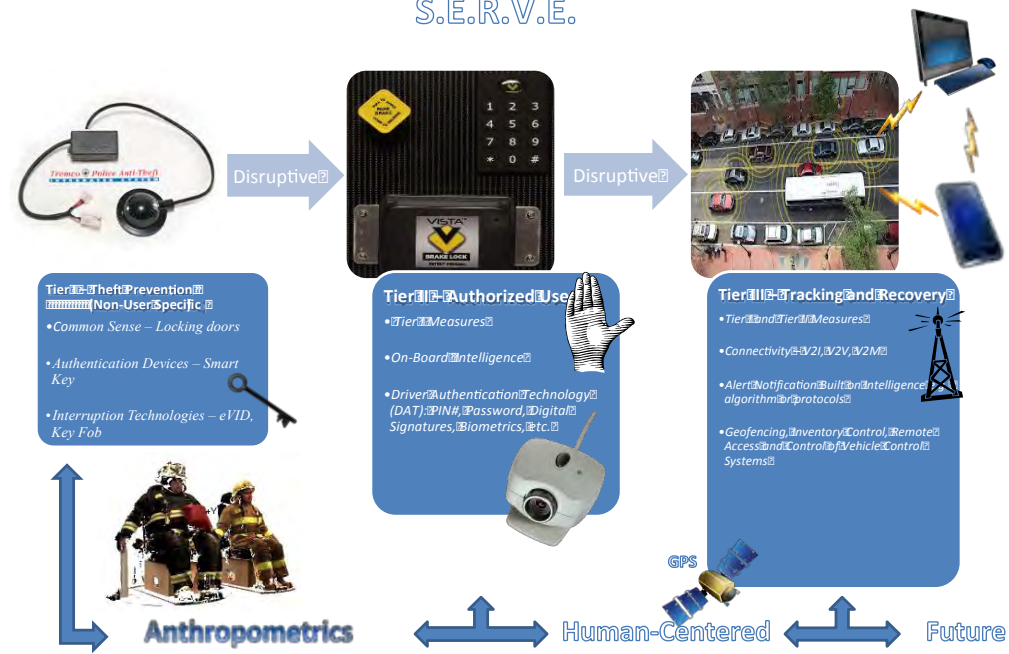 S.E.R.V.E.
Tremco Police Anti-Theft
INTEGRATED SYSTEM
Disruptive
PARK
BRAKE
1 2 3
4 5 6
7 8 9
* 0 #
VISTA
BRAKE LOCK
Disruptive
Tier I – Theft Prevention
(Non-User Specific
•Common Sense – Locking doors
•Authentication Devices – Smart
Key
•Interruption Technologies – eVID,
Key Fob
Tier II – Authorized Use
•Tier I Measures
•On-Board Intelligence
•Driver Authentication Technology
(DAT): PIN#, Password, Digital
Signatures, Biometrics, etc.
Tier III – Tracking and Recovery
•Tier I and Tier II Measures
•Connectivity – V2I, V2V, V2M
•Alert Notification Built on Intelligence
algorithm or protocols
•Geofencing, Inventory Control, Remote
Access and Control of Vehicle Control
Systems
+Y
GPS
Anthropometrics
Human-Centered
Future